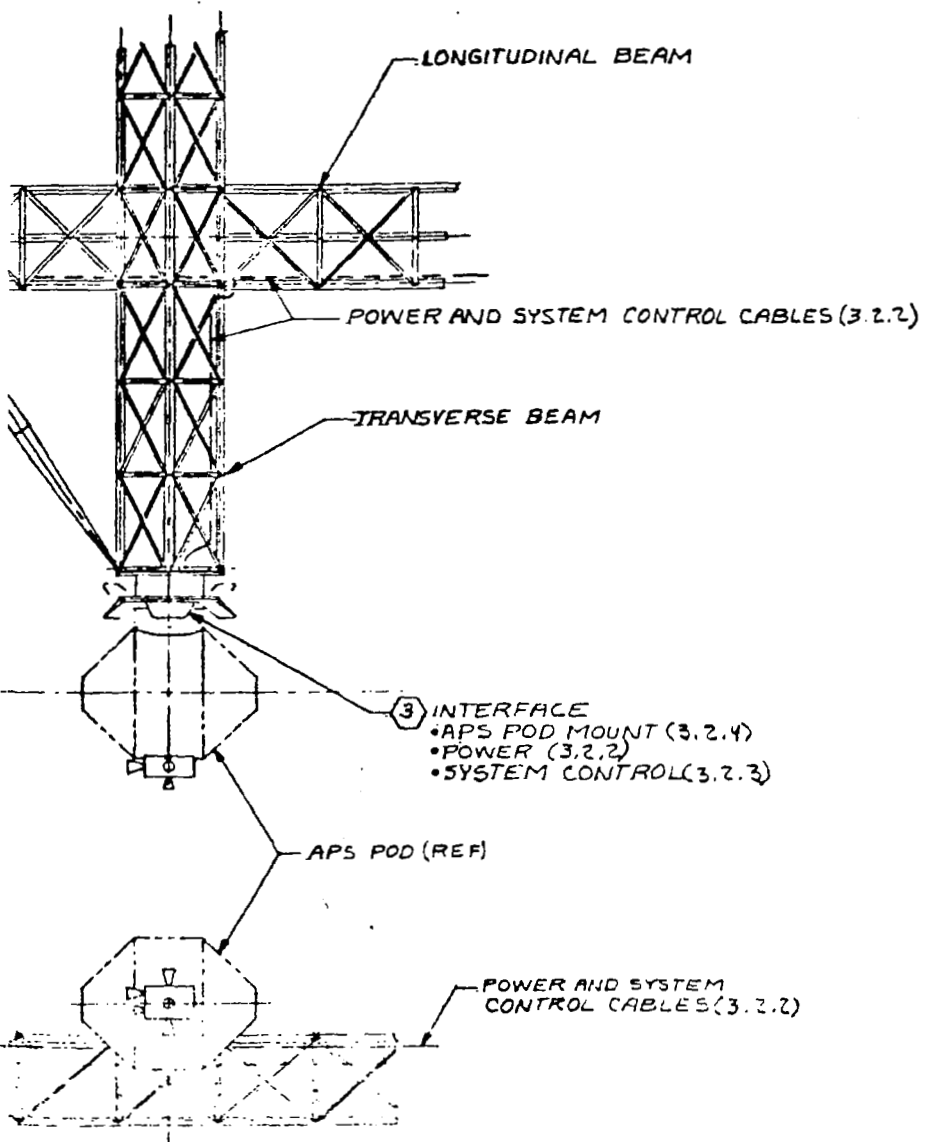 LONGITUDINAL BEAM
POWER AND SYSTEM CONTROL CABLES (3.2.2)
TRANSVERSE BEAM
3 INTERFACE
•APS POD MOUNT (3.2.4)
•POWER (3.2.2)
•SYSTEM CONTROL (3.2.3)
APS POD (REF)
POWER AND SYSTEM
CONTROL CABLES (3.2.2)